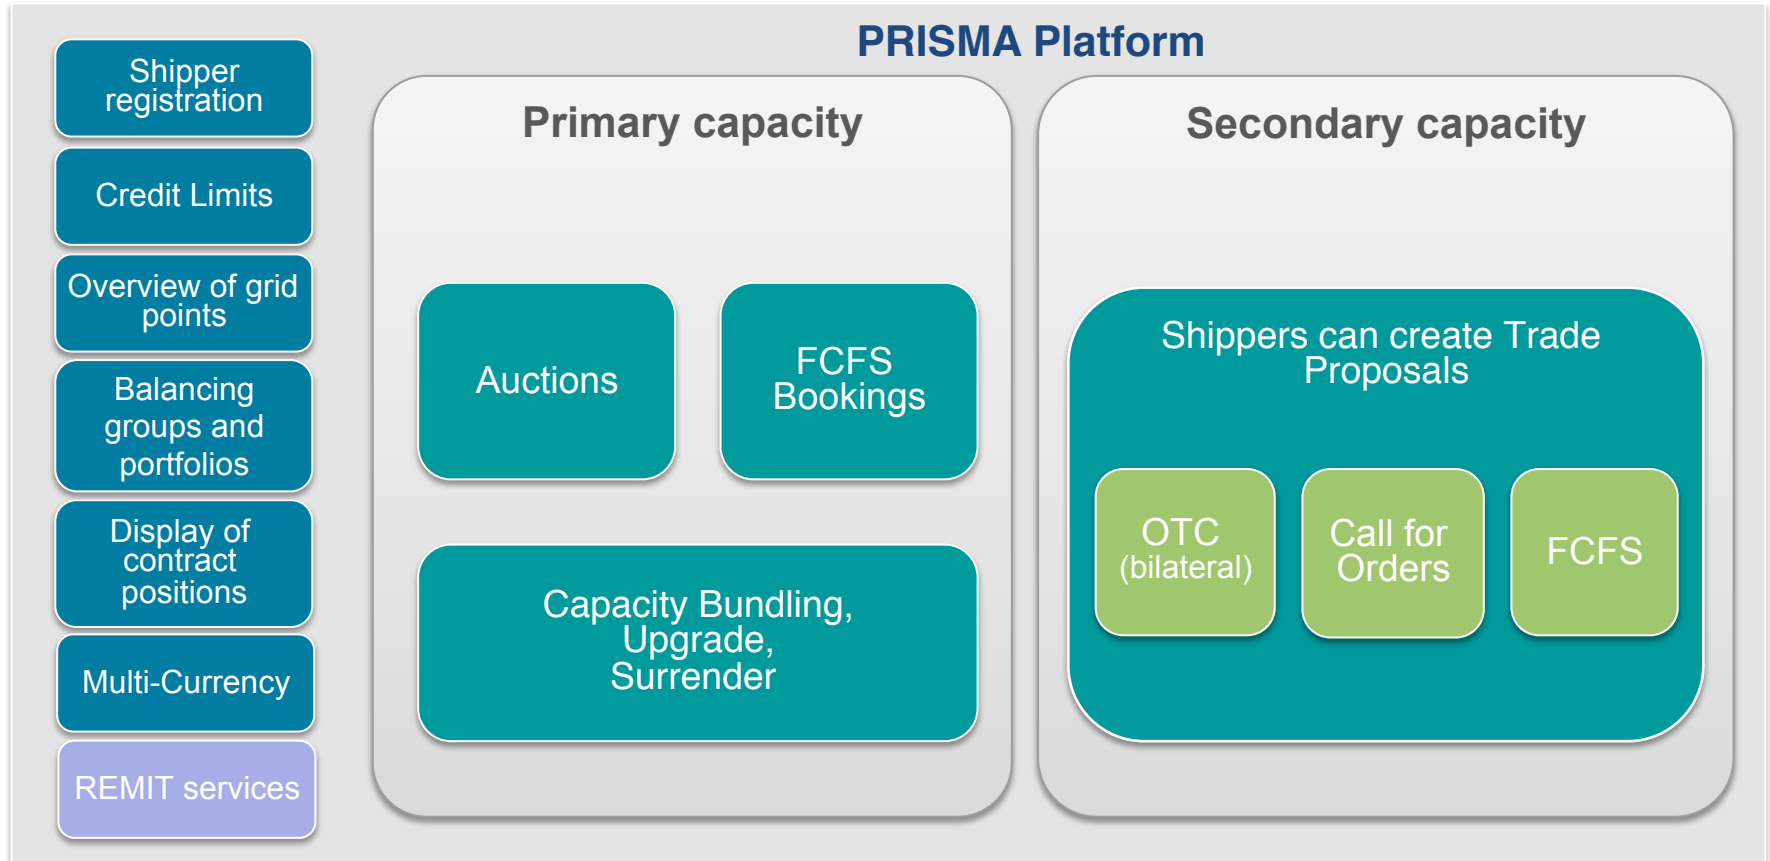 PRISMA Platform
Shipper
registration
Credit Limits
Overview of grid
points
Balancing
groups and
portfolios
Display of
contract
positions
Multi-Currency
REMIT services
Primary capacity
Auctions
FCFS
Bookings
Capacity Bundling,
Upgrade,
Surrender
Secondary capacity
Shippers can create Trade
Proposals
OTC
(bilateral)
Call for
Orders
FCFS